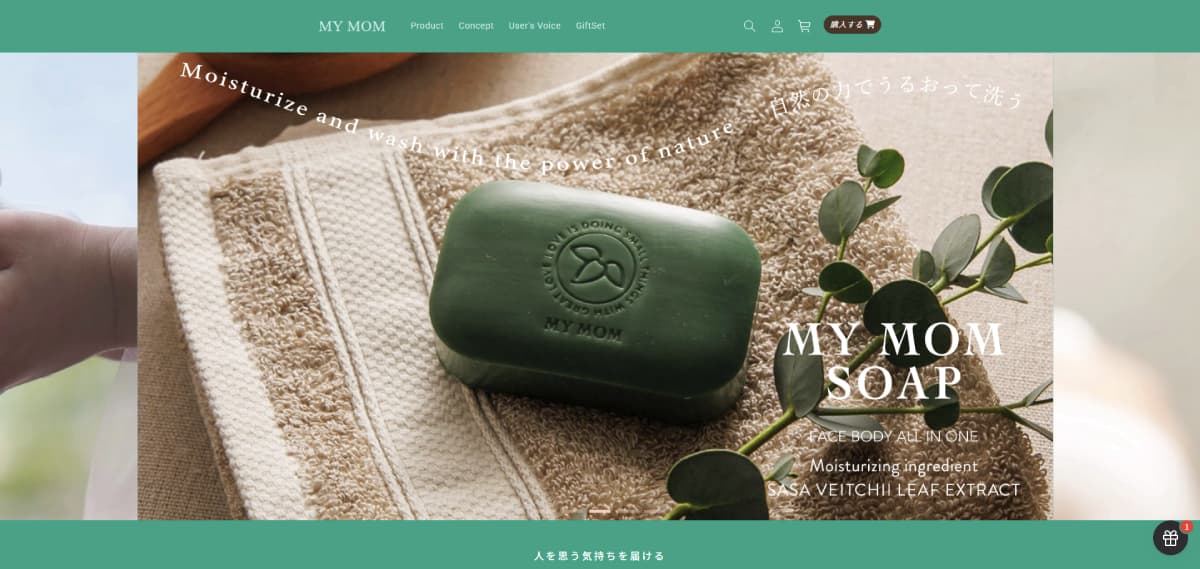 MY MOM
Product
Concept
User's Voice
GiftSet
購入する
Moisturize and wash with the power of nature
自然の力でうるおって洗う
LOVE IS DOING SMALL THINGS WITH GREAT LOVE
MY MOM
MY MOM
SOAP
FACE BODY ALL IN ONE
Moisturizing ingredient
SASA VEITCHII LEAF EXTRACT
人を思う気持ちを届ける
1